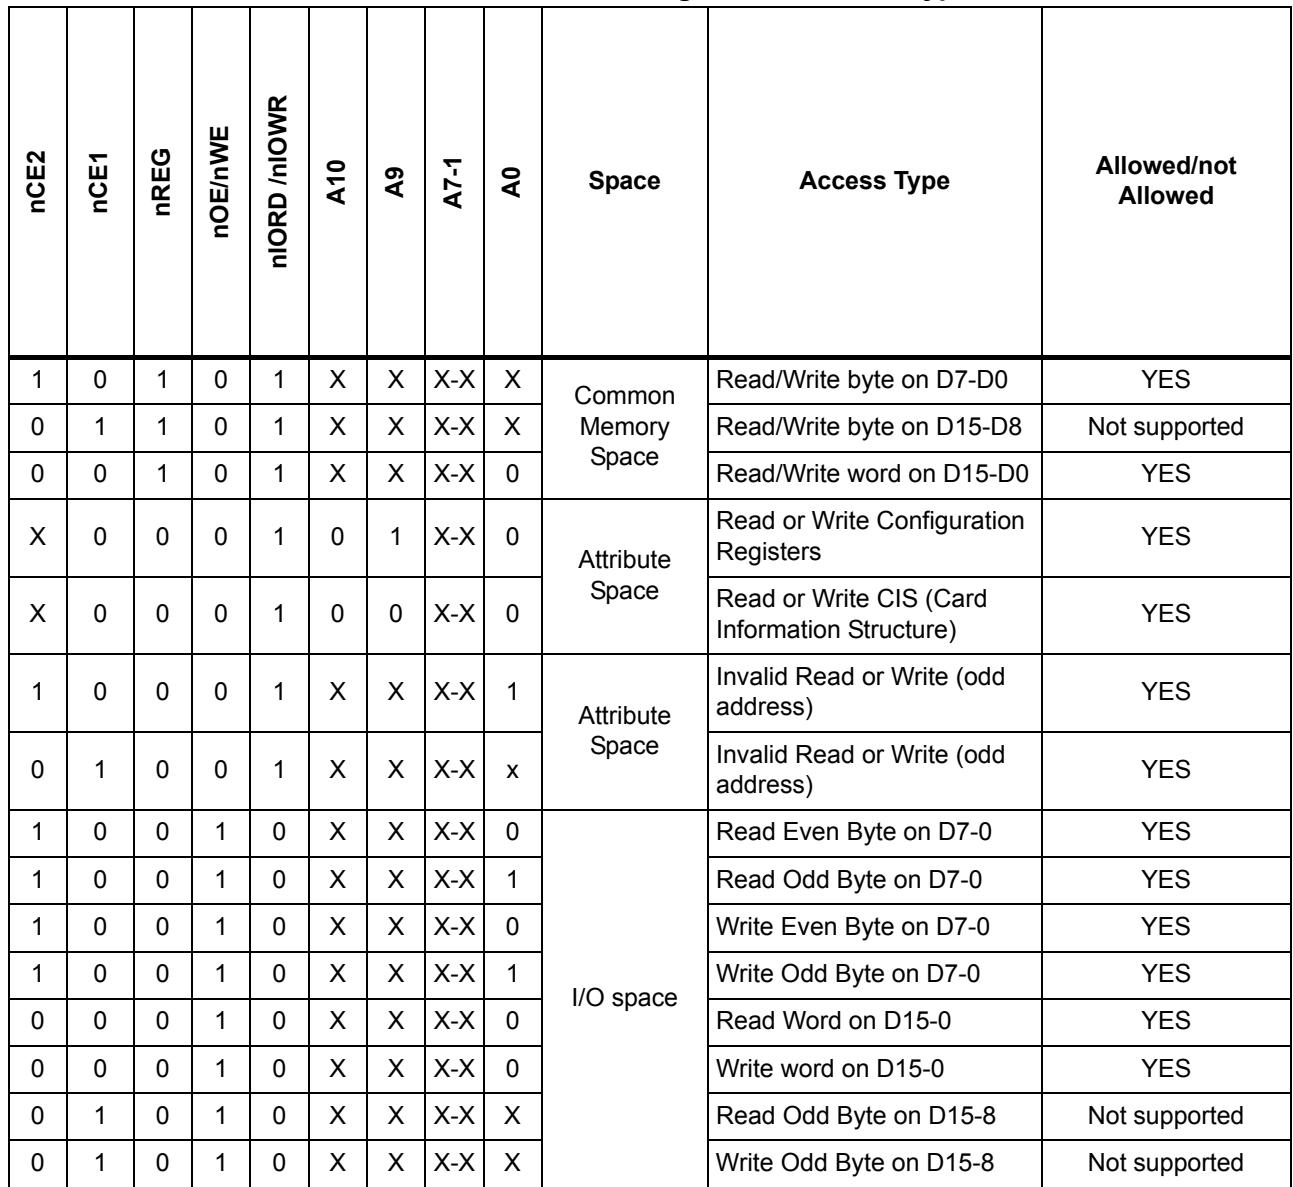 nCE2 nCE1 nREG nOE/nWE nIORD /nIOWR A10 A9 A7-1 A0 Space Access Type Allowed/not
Allowed
1 0 1 0 1 X X X-X X Common Read/Write byte on D7-D0 YES
0 1 1 0 1 X X X-X X Memory Read/Write byte on D15-D8 Not supported
0 0 1 0 1 X X X-X 0 Space Read/Write word on D15-D0 YES
X 0 0 0 1 0 1 X-X 0 Attribute Read or Write Configuration
Registers YES
X 0 0 0 1 0 0 X-X 0 Space Read or Write CIS (Card
Information Structure) YES
1 0 0 0 1 X X X-X 1 Attribute Invalid Read or Write (odd
address) YES
0 1 0 0 1 X X X-X x Space Invalid Read or Write (odd
address) YES
1 0 0 1 0 X X X-X 0 Read Even Byte on D7-0 YES
1 0 0 1 0 X X X-X 1 Read Odd Byte on D7-0 YES
1 0 0 1 0 X X X-X 0 Write Even Byte on D7-0 YES
1 0 0 1 0 X X X-X 1 I/O space Write Odd Byte on D7-0 YES
0 0 0 1 0 X X X-X 0 Read Word on D15-0 YES
0 0 0 1 0 X X X-X 0 Write word on D15-0 YES
0 1 0 1 0 X X X-X X Read Odd Byte on D15-8 Not supported
0 1 0 1 0 X X X-X X Write Odd Byte on D15-8 Not supported